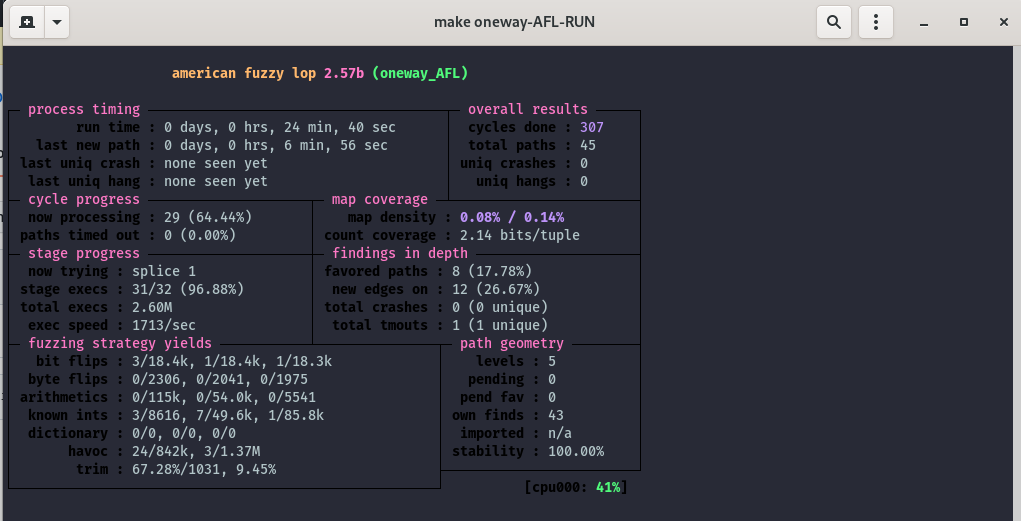 make oneway-AFL-RUN
american fuzzy lop 2.57b (oneway_AFL)
process timing overall results
run time : 0 days, 0 hrs, 24 min, 40 sec cycles done : 307
last new path : 0 days, 0 hrs, 6 min, 56 sec total paths : 45
last uniq crash : none seen yet uniq crashes : 0
last uniq hang : none seen yet uniq hangs : 0
cycle progress map coverage
now processing : 29 (64.44%) map density : 0.08% / 0.14%
paths timed out : 0 (0.00%) count coverage : 2.14 bits/tuple
stage progress findings in depth
now trying : splice 1 favored paths : 8 (17.78%)
stage execs : 31/32 (96.88%) new edges on : 12 (26.67%)
total execs : 2.60M total crashes : 0 (0 unique)
exec speed : 1713/sec total tmouts : 1 (1 unique)
fuzzing strategy yields path geometry
bit flips : 3/18.4k, 1/18.4k, 1/18.3k levels : 5
byte flips : 0/2306, 0/2041, 0/1975 pending : 0
arithmetics : 0/115k, 0/54.0k, 0/5541 pend fav : 0
known ints : 3/8616, 7/49.6k, 1/85.8k own finds : 43
dictionary : 0/0, 0/0, 0/0 imported : n/a
havoc : 24/842k, 3/1.37M stability : 100.00%
trim : 67.28%/1031, 9.45%
[cpu000: 41%]